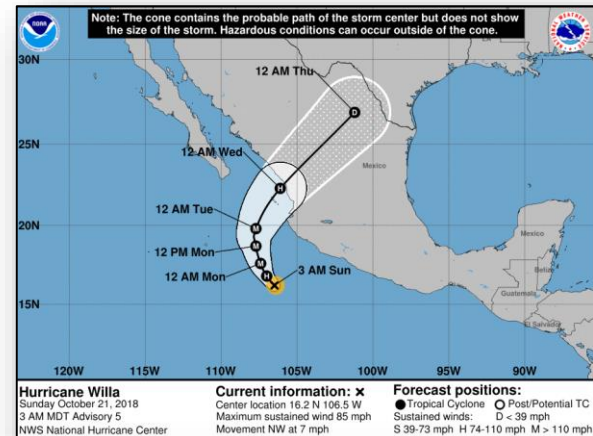 Note: The cone contains the probable path of the storm center but does not show
the size of the storm. Hazardous conditions can occur outside of the cone.
NOAA
30N
12 AM Thu
D
25N
12 AM Wed
Mexico
H
12 AM Tue
20N
M
M
12 PM Mon
Mexico
M
3 AM Sun
12 AM Mon
H
Belize
15N
Guatemala
El Salvador
120W
115W
110W
105W
100W
95W
90W
Hurricane Willa
Sunday October 21, 2018
3 AM MDT Advisory 5
NWS National Hurricane Center
Current information: ×
Center location 16.2 N 106.5 W
Maximum sustained wind 85 mph
Movement NW at 7 mph
Forecast positions:
● Tropical Cyclone ○ Post/Potential TC
Sustained winds: D < 39 mph
S 39-73 mph H 74-110 mph M > 110 mph